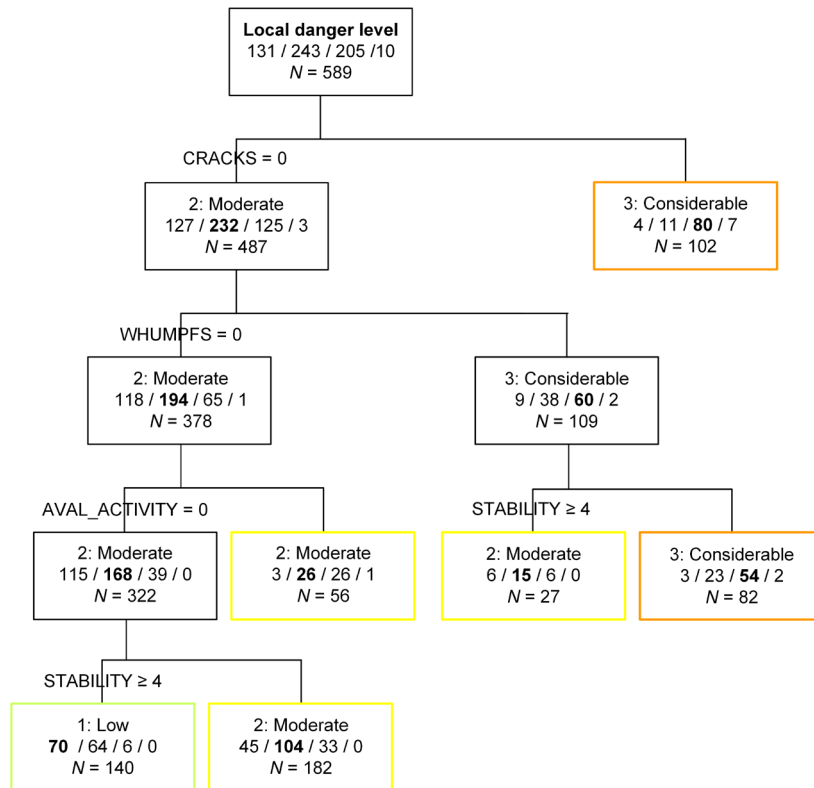 Local danger level
131 / 243 / 205 /10
N = 589
CRACKS = 0
2: Moderate
127 / 232 / 125 / 3
N = 487
3: Considerable
4 / 11 / 80 / 7
N = 102
WHUMPFS = 0
2: Moderate
118 / 194 / 65 / 1
N = 378
3: Considerable
9 / 38 / 60 / 2
N = 109
AVAL_ACTIVITY = 0
STABILITY ≥ 4
2: Moderate
115 / 168 / 39 / 0
N = 322
2: Moderate
3 / 26 / 26 / 1
N = 56
2: Moderate
6 / 15 / 6 / 0
N = 27
3: Considerable
3 / 23 / 54 / 2
N = 82
STABILITY ≥ 4
1: Low
70 / 64 / 6 / 0
N = 140
2: Moderate
45 / 104 / 33 / 0
N = 182